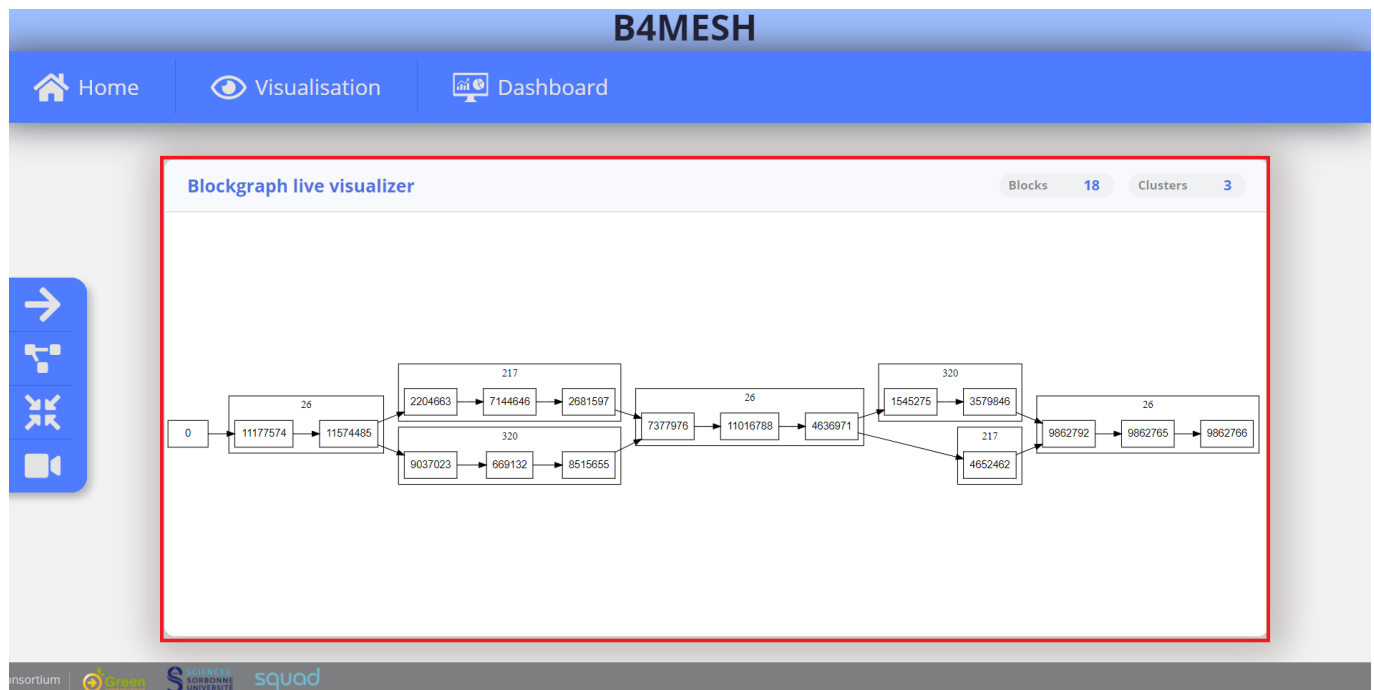 B4MESH
Home
Visualisation
Dashboard
Blockgraph live visualizer
Blocks 18 Clusters 3
0
26
11177574 11574485
217
2204663 7144646 2681597
320
9037023 669132 8515655
26
7377976 11016788 4636971
320
1545275 3579846
217
4652462
26
9862792 9862765 9862766
onsortium
Green
SCIENCES
SORBONNE
UNIVERSITÉ
squad